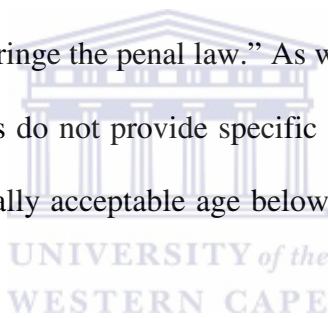 ringe the penal law.” As w
s do not provide specific
ally acceptable age below
UNIVERSITY of the
WESTERN CAPE